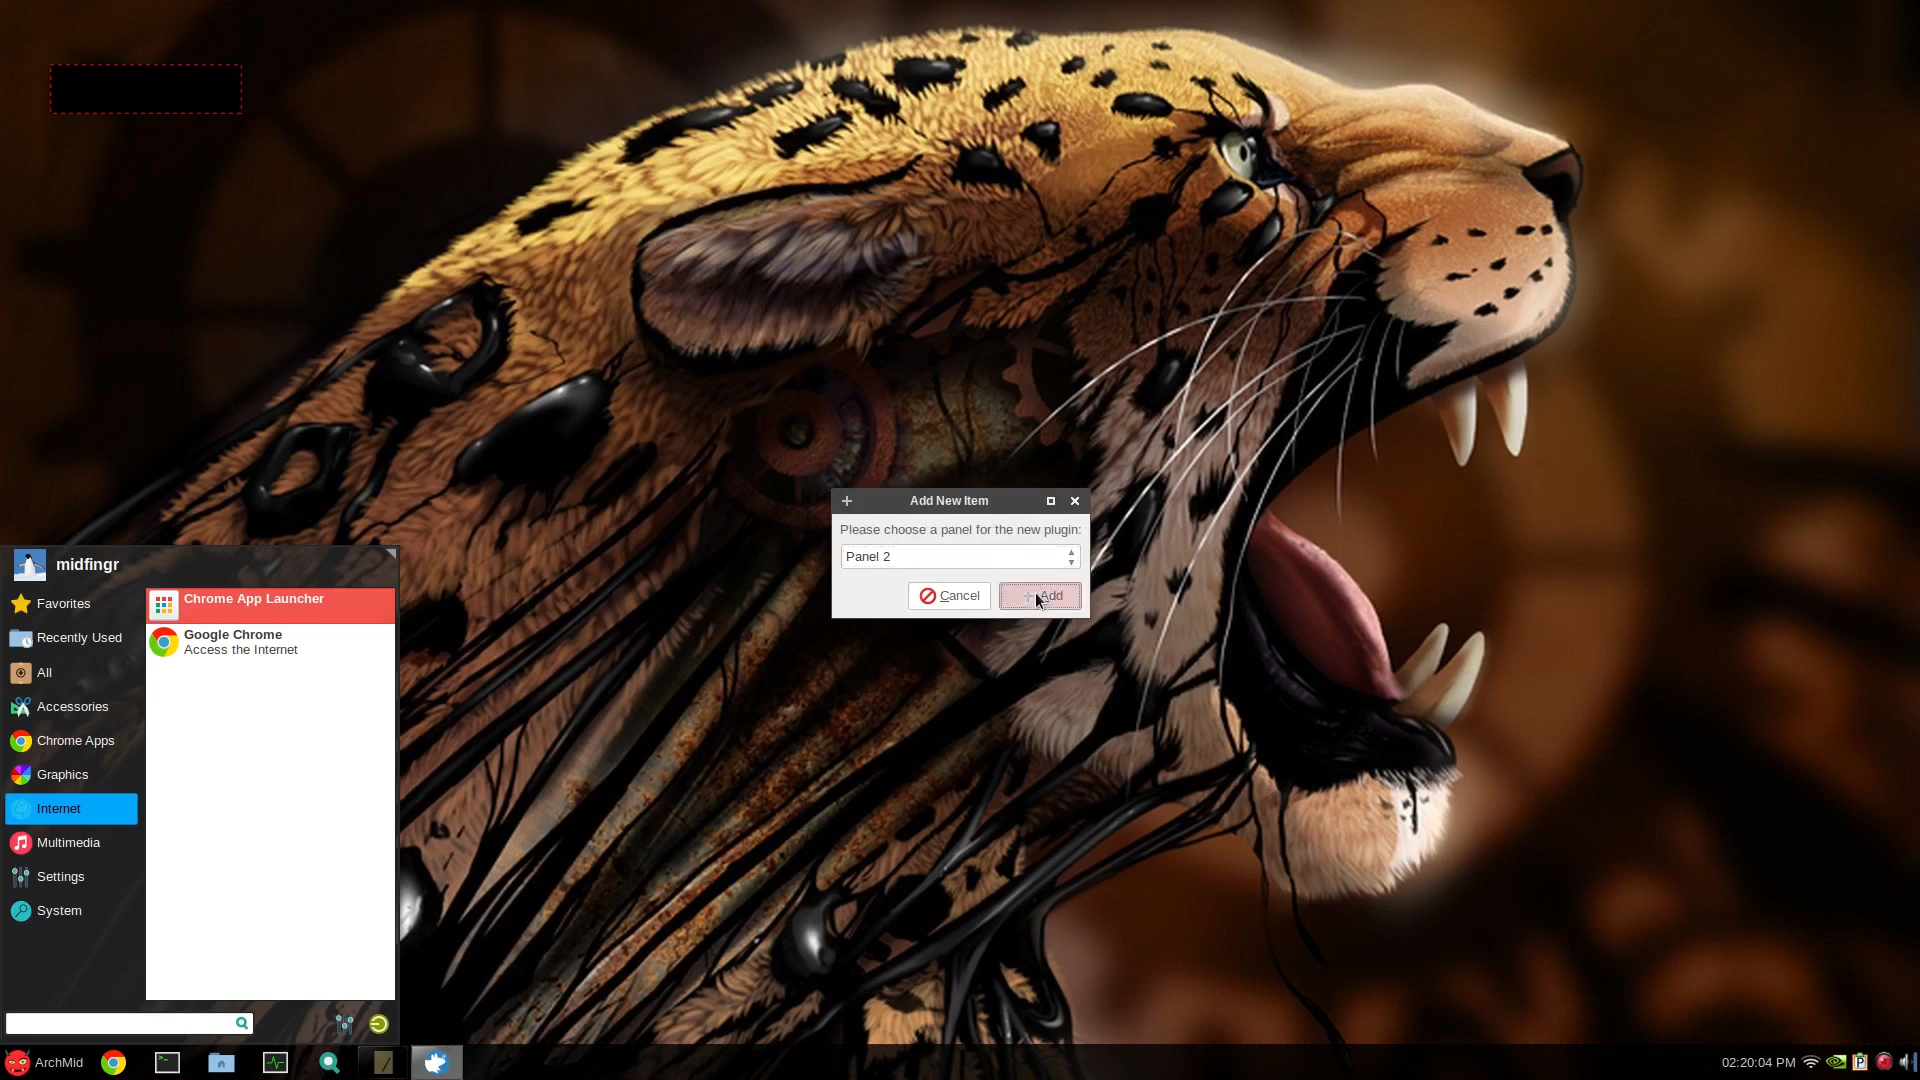 Add New Item
Please choose a panel for the new plugin:
Panel 2
Cancel
Add
midfingr
Favorites
Recently Used
All
Accessories
Chrome Apps
Graphics
Internet
Multimedia
Settings
System
Chrome App Launcher
Google Chrome
Access the Internet
ArchMid
02:20:04 PM